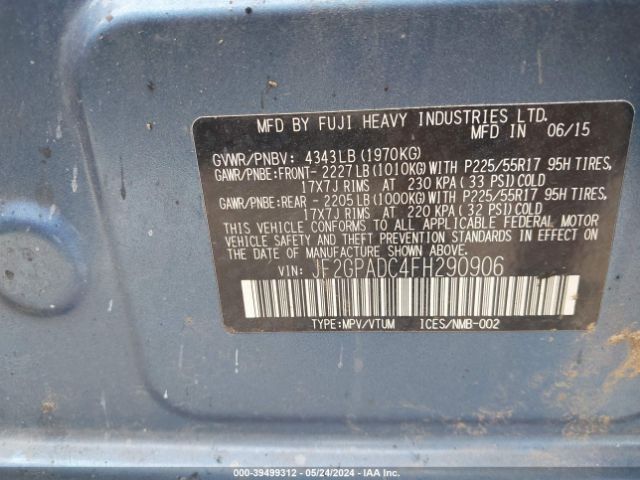 MFD BY FUJI HEAVY INDUSTRIES LTD.
MFD IN 06/15
GVWR/PNBV: 4343LB(1970KG)
GAWR/PNBE:FRONT- 2227LB(1010KG)WITH P225/55R17 95H TIRES,
17X7J RIMS AT 230 KPA(33 PSI)COLD
GAWR/PNBE:REAR - 2205LB(1000KG)WITH P225/55R17 95H TIRES,
17X7J RIMS AT 220 KPA(32 PSI)COLD
THIS VEHICLE CONFORMS TO ALL APPLICABLE FEDERAL MOTOR
VEHICLE SAFETY AND THEFT PREVENTION STANDARDS IN EFFECT ON
THE DATE OF MANUFACTURE SHOWN ABOVE.
VIN: JF2GPADC4FH290906
TYPE:MPV/VTUM ICES/NMB-002
000-39499312 - 05/24/2024 - IAAI.CA